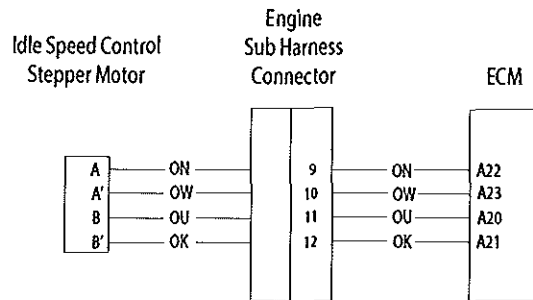 Idle Speed Control
Stepper Motor
Engine
Sub Harness
Connector
ECM
A ON 9 ON A22
A' OW 10 OW A23
B OU 11 OU A20
B' OK 12 OK A21